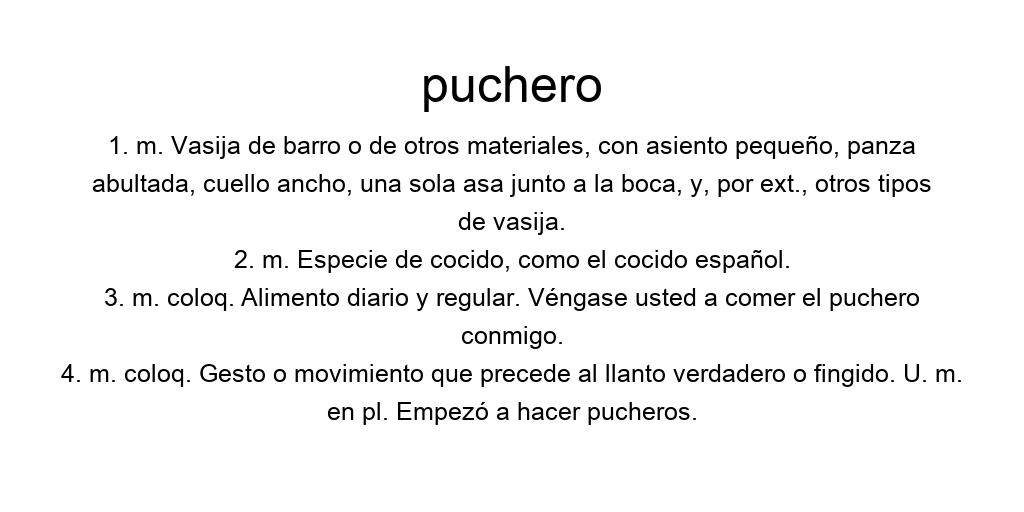 puchero
1. m. Vasija de barro o de otros materiales, con asiento pequeño, panza
abultada, cuello ancho, una sola asa junto a la boca, y, por ext., otros tipos
de vasija.
2. m. Especie de cocido, como el cocido español.
3. m. coloq. Alimento diario y regular. Véngase usted a comer el puchero
conmigo.
4. m. coloq. Gesto o movimiento que precede al llanto verdadero o fingido. U. m.
en pl. Empezó a hacer pucheros.